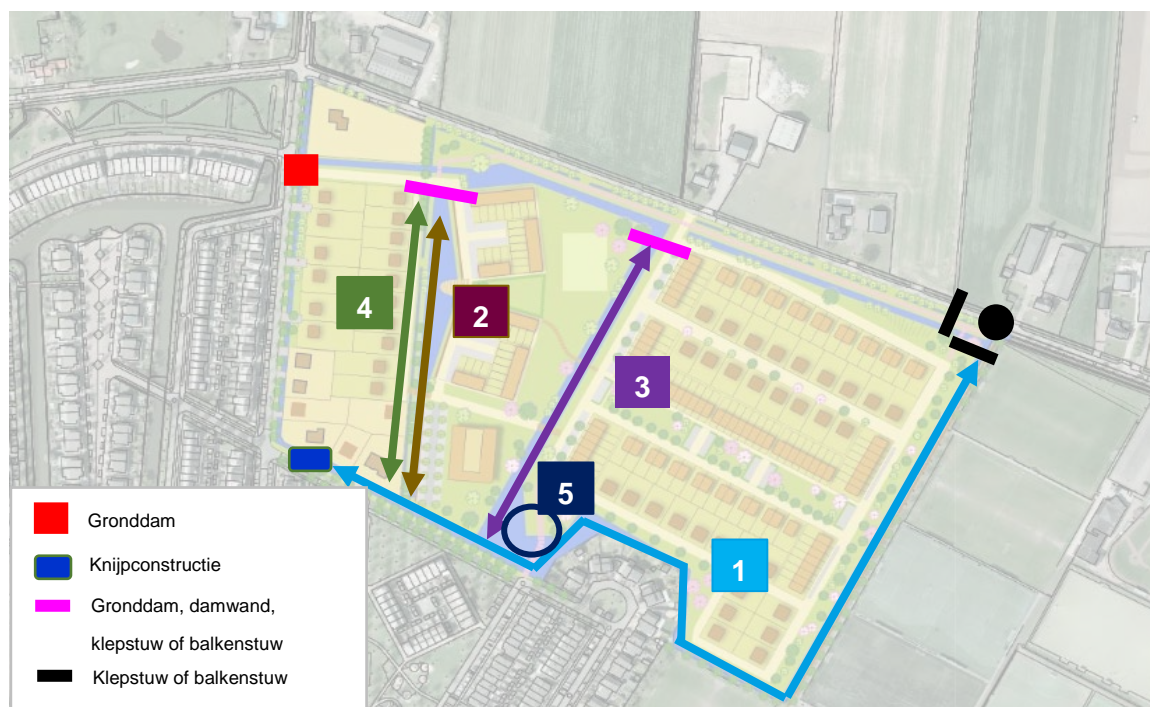 4
2
3
5
1
Gronddam
Knijpconstructie
Gronddam, damwand,
klepstuw of balkenstuw
Klepstuw of balkenstuw